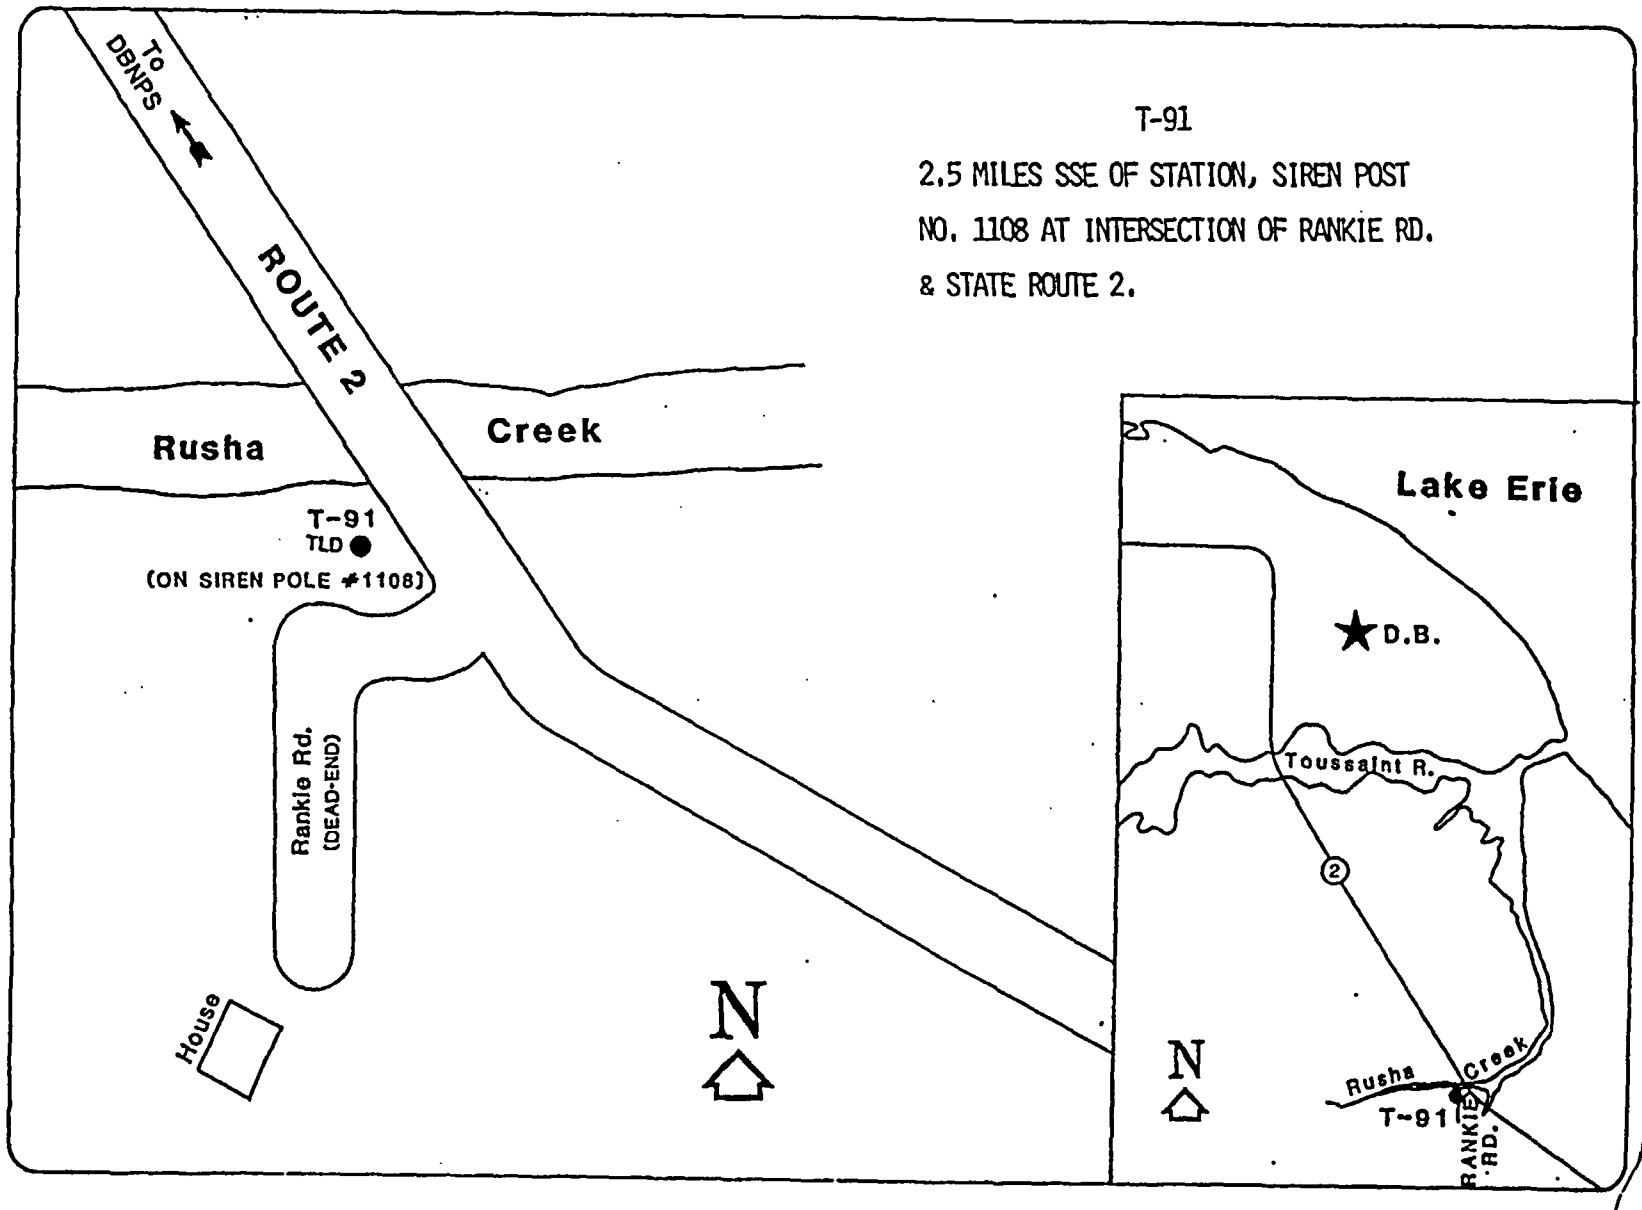 To
DBNPS
T-91
2.5 MILES SSE OF STATION, SIREN POST
NO. 1108 AT INTERSECTION OF RANKIE RD.
& STATE ROUTE 2.
ROUTE 2
Rusha Creek
T-91
TLD
(ON SIREN POLE #1108)
Rankie Rd.
(DEAD-END)
House
N
Lake Erie
D.B.
Toussaint R.
2
N
Rusha Creek
T-91
RANKIE
RD.